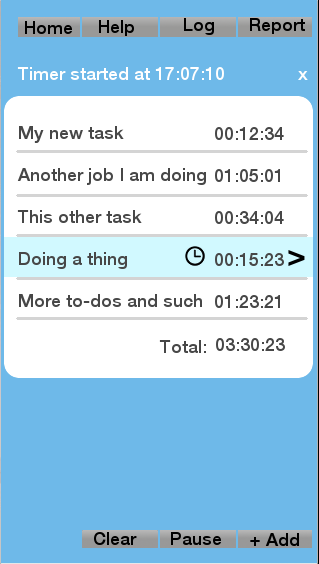 Home Help Log Report
Timer started at 17:07:10 x
My new task 00:12:34
Another job I am doing 01:05:01
This other task 00:34:04
Doing a thing 00:15:23 >
More to-dos and such 01:23:21
Total: 03:30:23
Clear Pause + Add